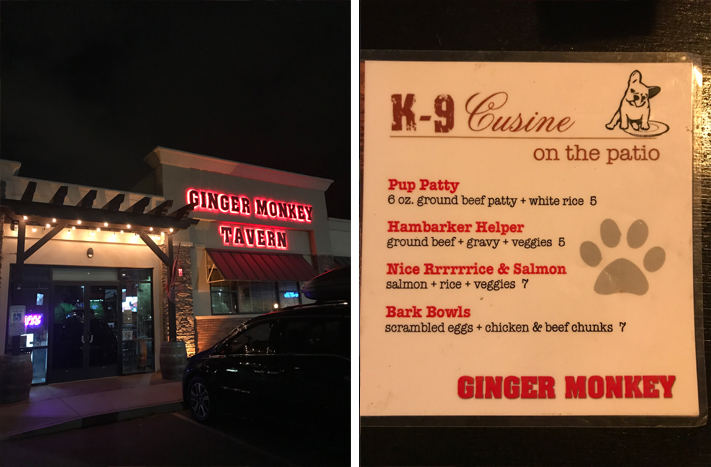 GINGER MONKEY
TAVERN
K-9 Cusine
on the patio
Pup Patty
6 oz. ground beef patty + white rice 5
Hambarker Helper
ground beef + gravy + veggies 5
Nice Rrrrrrice & Salmon
salmon + rice + veggies 7
Bark Bowls
scrambled eggs + chicken & beef chunks 7
GINGER MONKEY